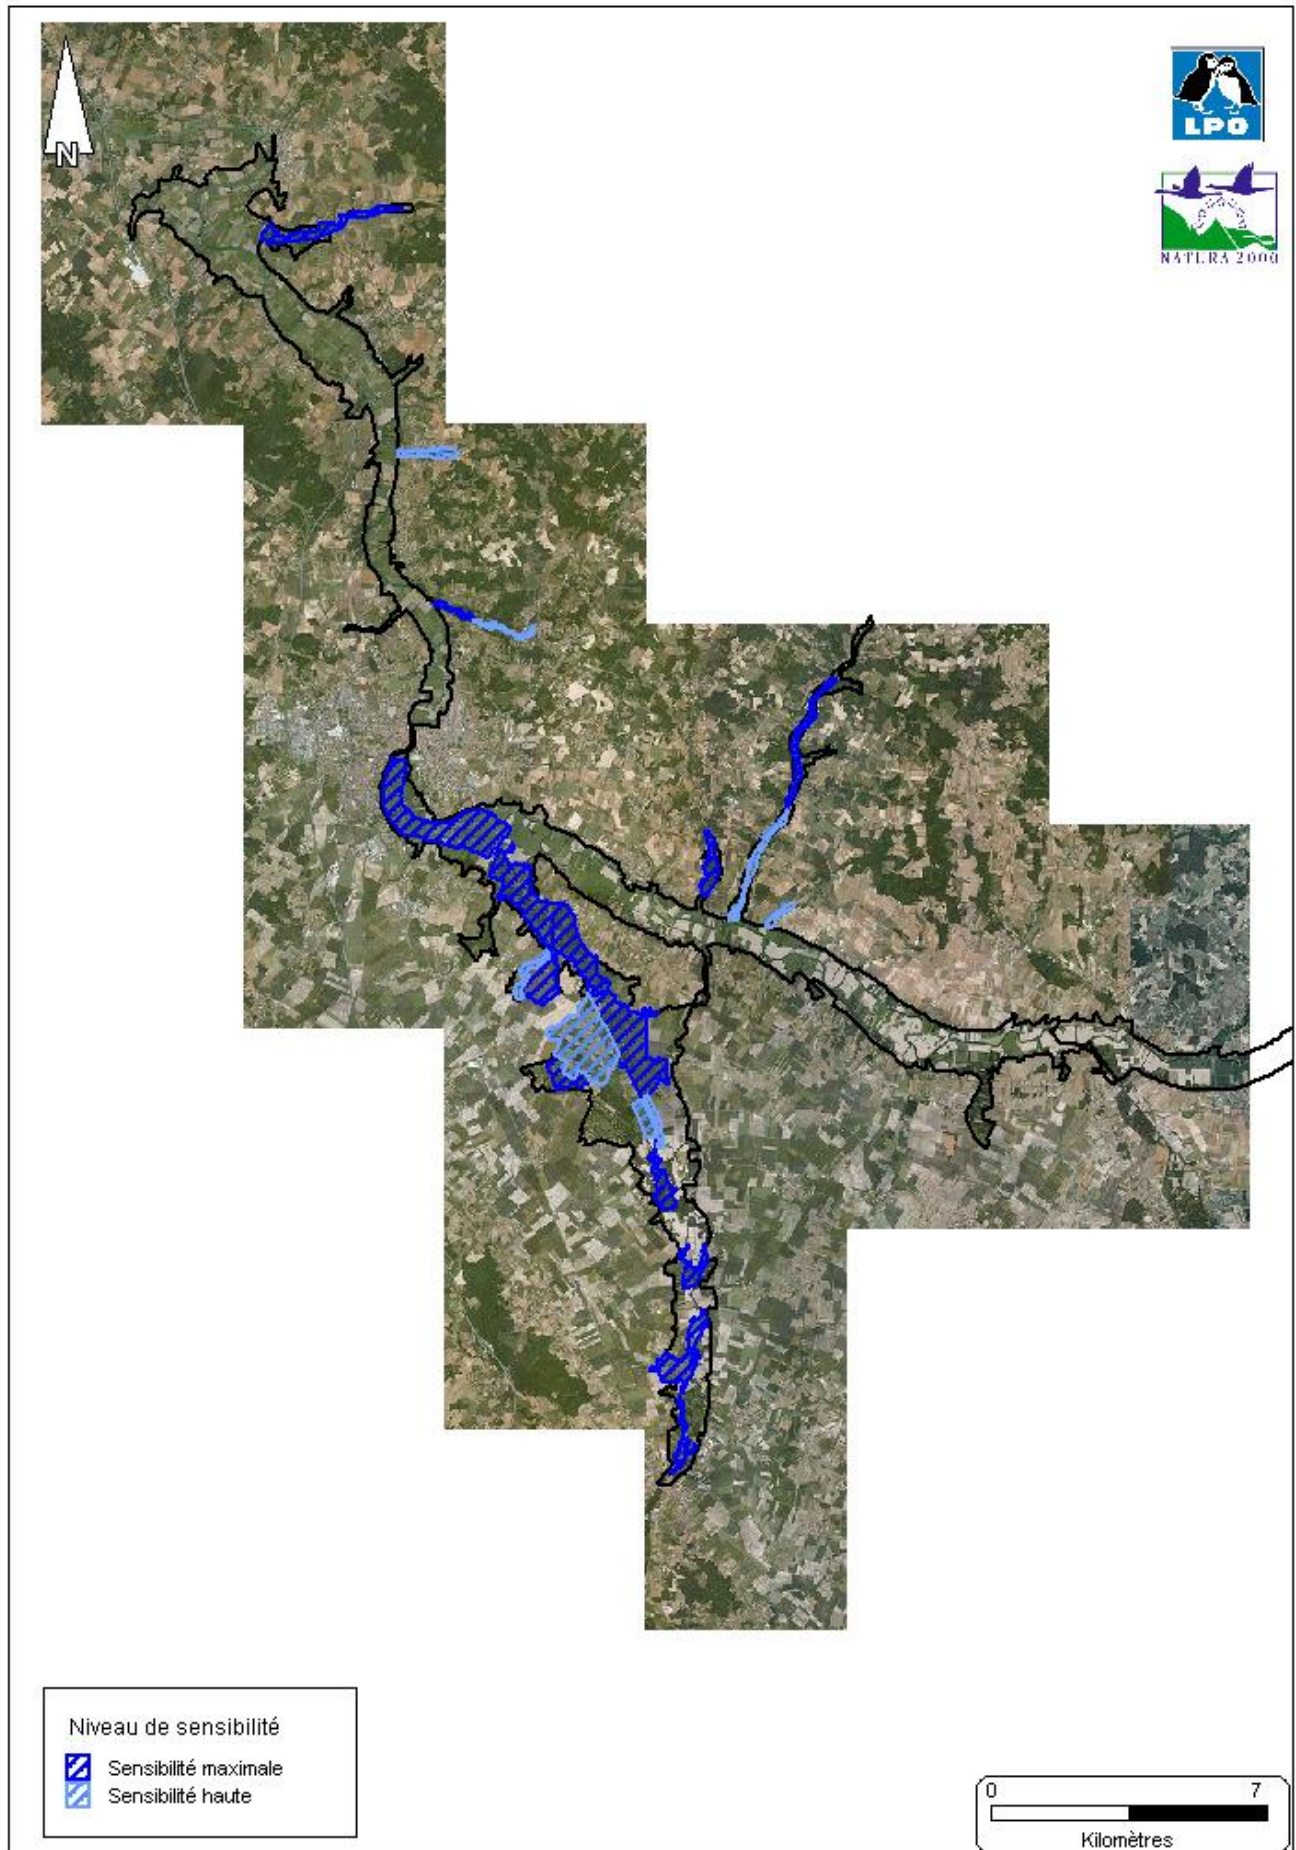 N
LPO
NATURA 2000
Niveau de sensibilité
Sensibilité maximale
Sensibilité haute
0 7
Kilomètres